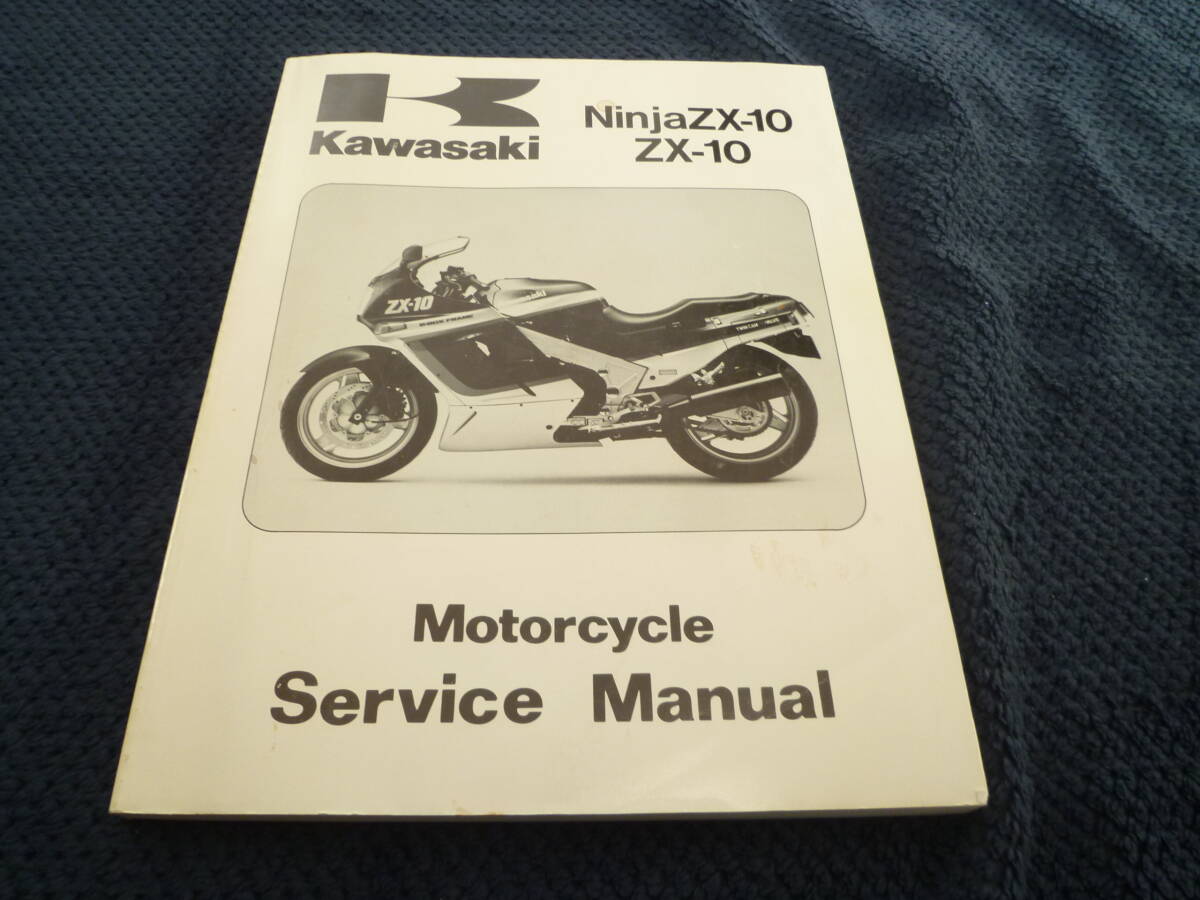 Kawasaki
NinjaZX-10
ZX-10
ZX-10
Motorcycle
Service Manual